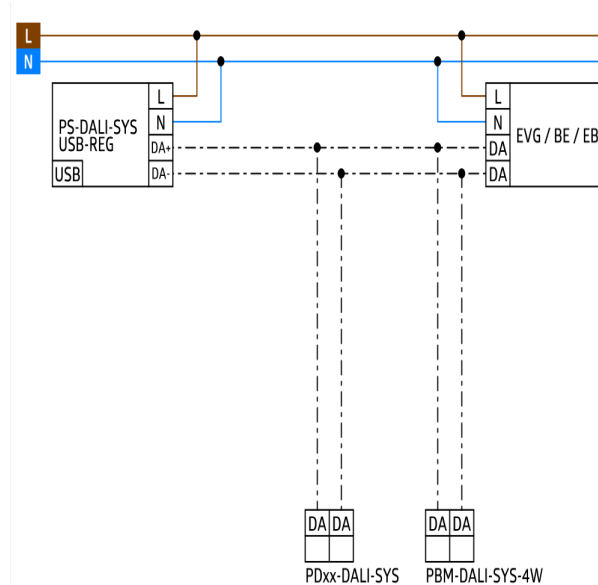 L
N
PS-DALI-SYS
USB-REG
USB
L
N
DA+
DA-
L
N
DA
DA
EVG / BE / EB
DA DA
DA DA
PDxx-DALI-SYS
PBM-DALI-SYS-4W